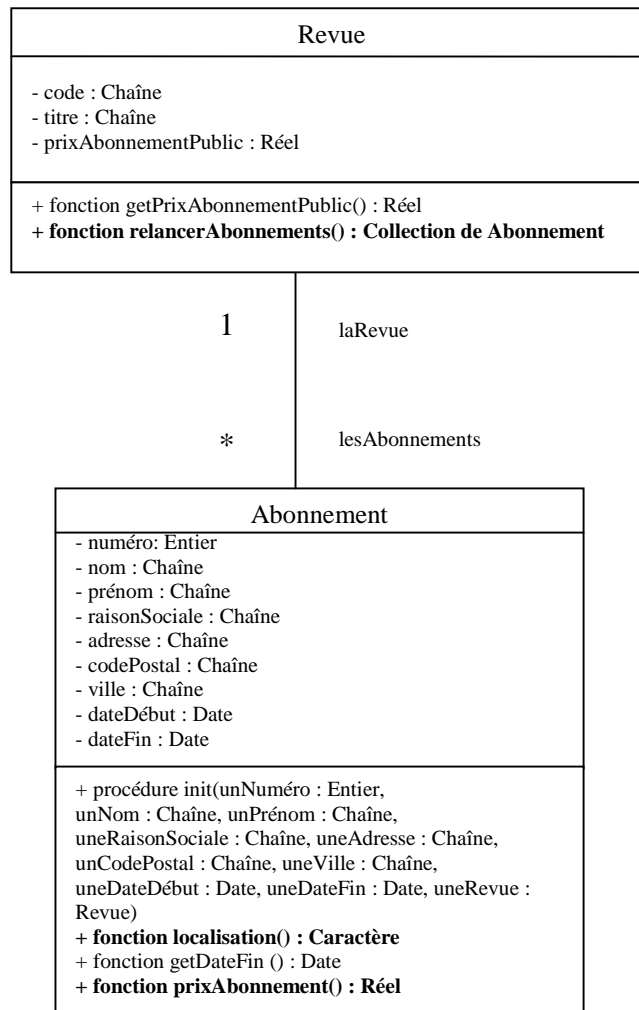 Revue
- code : Chaîne
- titre : Chaîne
- prixAbonnementPublic : Réel
+ fonction getPrixAbonnementPublic() : Réel
+ fonction relancerAbonnements() : Collection de Abonnement
1
laRevue
*
lesAbonnements
Abonnement
- numéro: Entier
- nom : Chaîne
- prénom : Chaîne
- raisonSociale : Chaîne
- adresse : Chaîne
- codePostal : Chaîne
- ville : Chaîne
- dateDébut : Date
- dateFin : Date
+ procédure init(unNuméro : Entier,
unNom : Chaîne, unPrénom : Chaîne,
uneRaisonSociale : Chaîne, uneAdresse : Chaîne,
unCodePostal : Chaîne, uneVille : Chaîne,
uneDateDébut : Date, uneDateFin : Date, uneRevue :
Revue)
+ fonction localisation() : Caractère
+ fonction getDateFin () : Date
+ fonction prixAbonnement() : Réel